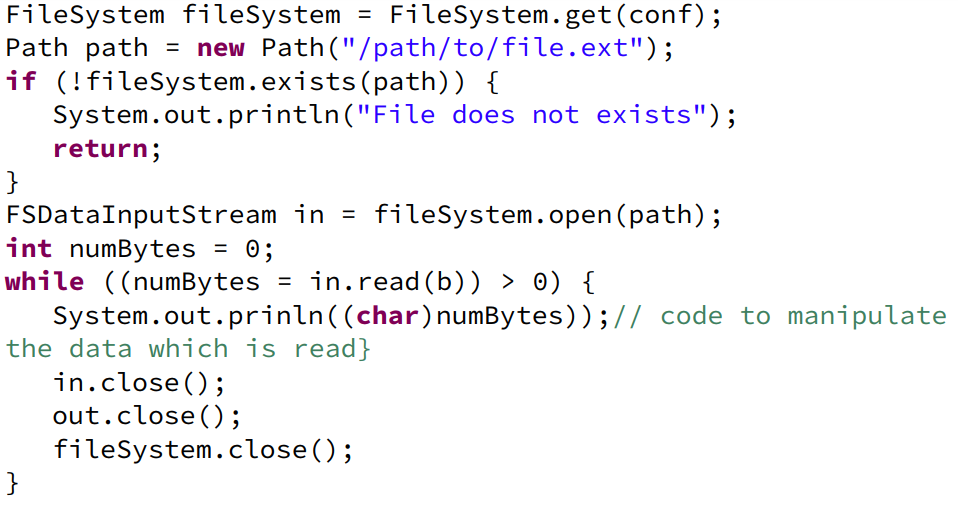 FileSystem fileSystem = FileSystem.get(conf);
Path path = new Path("/path/to/file.ext");
if (!fileSystem.exists(path)) {
   System.out.println("File does not exists");
   return;
}
FSDataInputStream in = fileSystem.open(path);
int numBytes = 0;
while ((numBytes = in.read(b)) > 0) {
   System.out.prinln((char)numBytes));// code to manipulate
the data which is read}
   in.close();
   out.close();
   fileSystem.close();
}